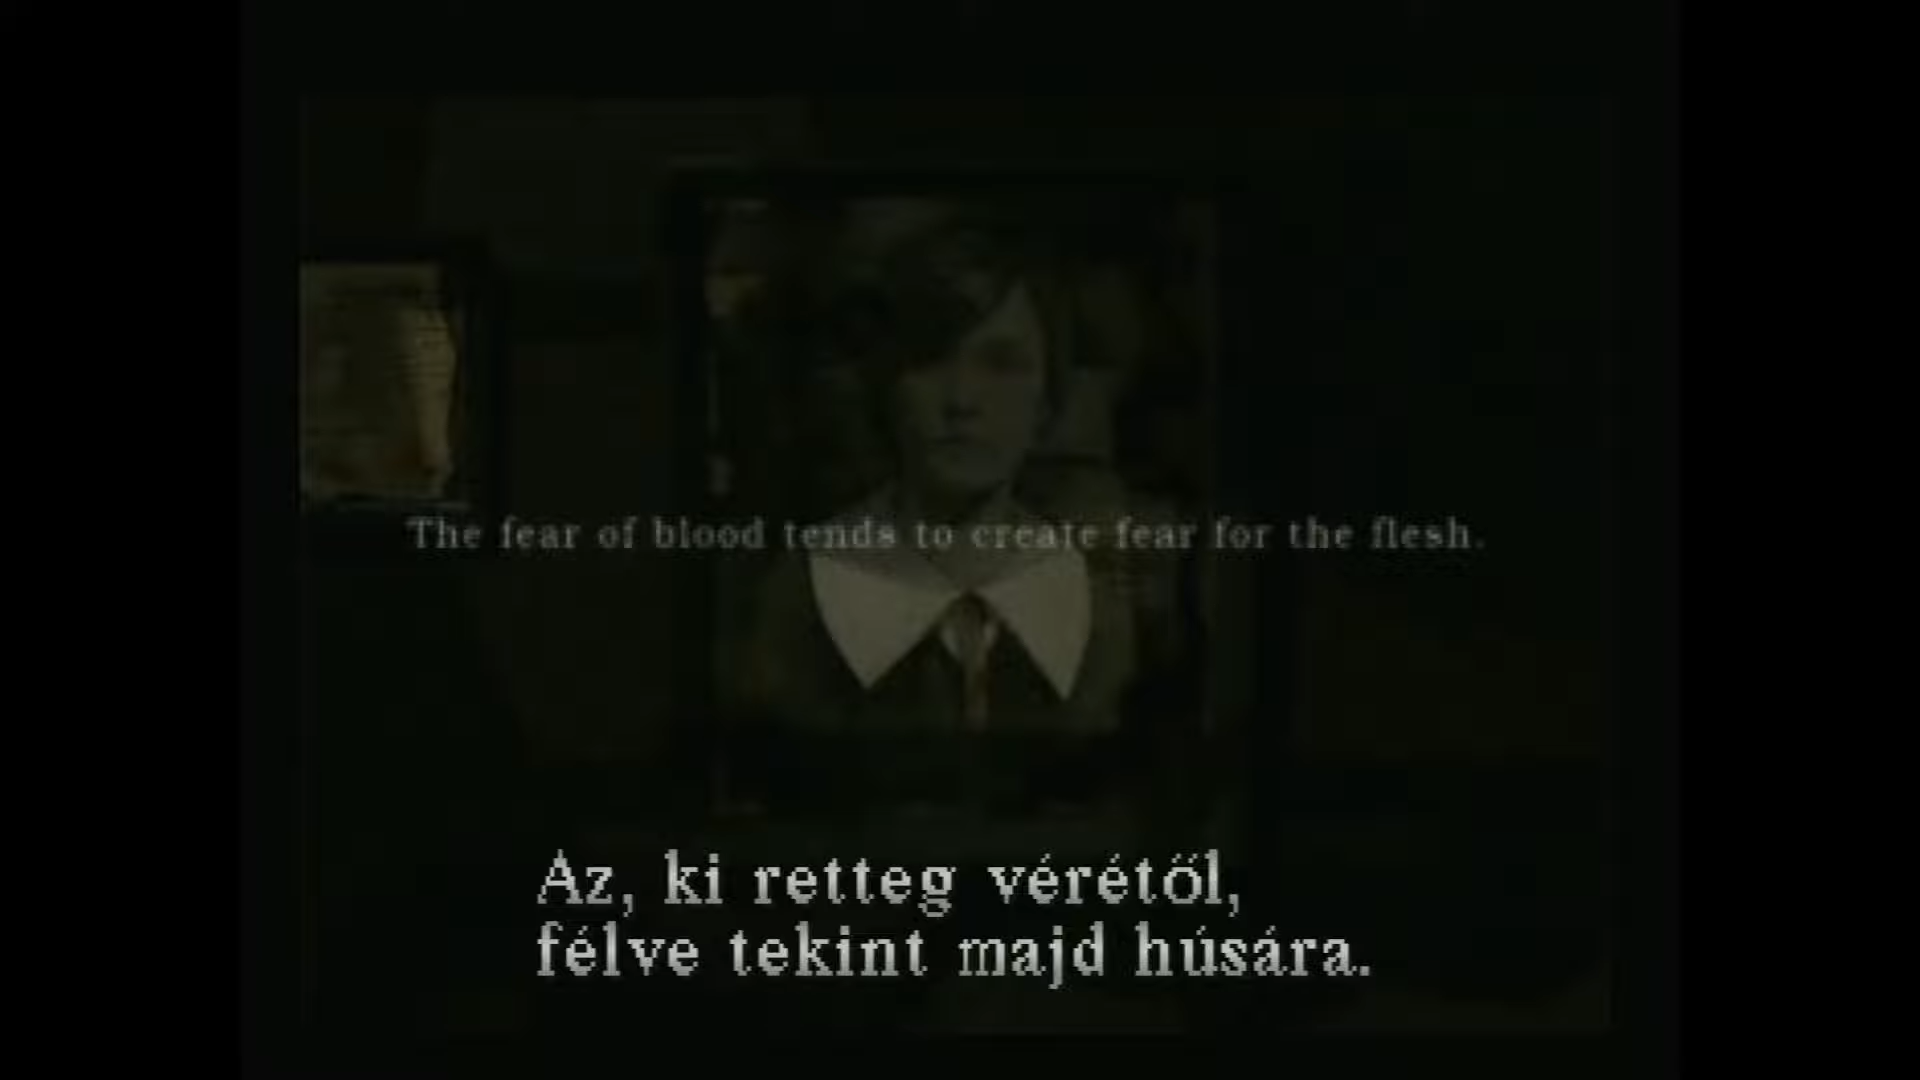 The fear of blood tends to create fear for the flesh.
Az, ki retteg vérétől,
félve tekint majd húsára.